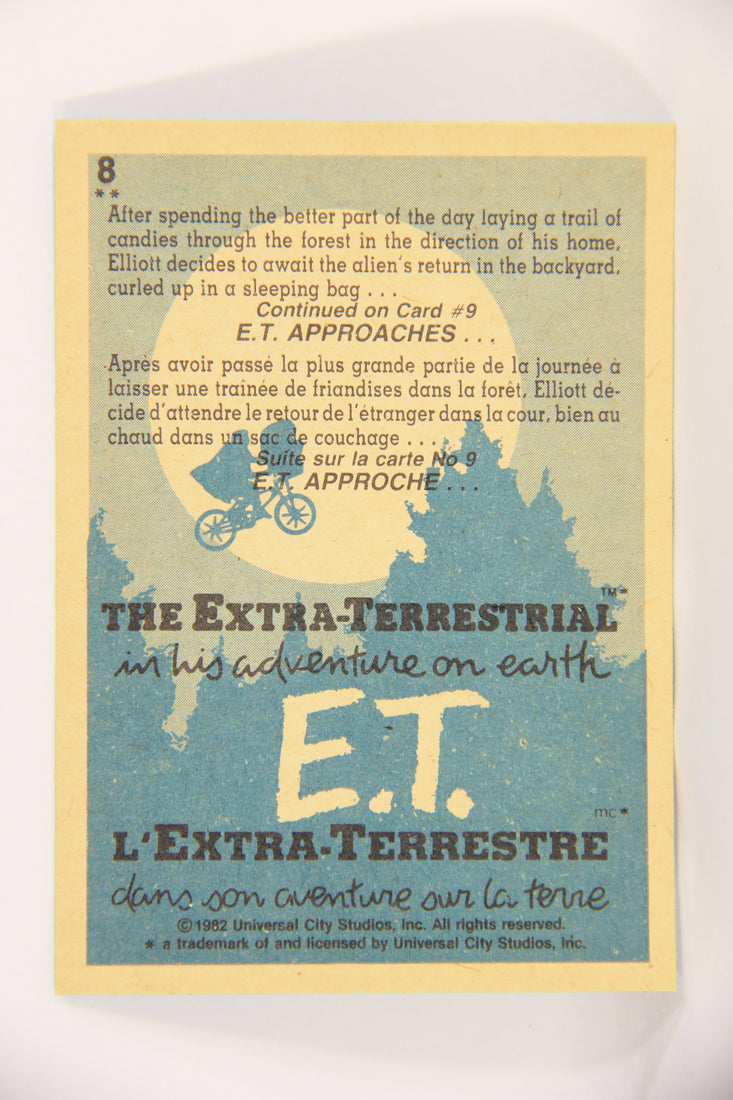 8
**
After spending the better part of the day laying a trail of
candies through the forest in the direction of his home,
Elliott decides to await the alien's return in the backyard,
curled up in a sleeping bag . . .
Continued on Card #9
E.T. APPROACHES . . .
Après avoir passé la plus grande partie de la journée à
laisser une traînée de friandises dans la forêt, Elliott dé-
cide d'attendre le retour de l'étranger dans la cour, bien au
chaud dans un sac de couchage . . . .
Suite sur la carte No 9
E.T. APPROCHE . . .
THE EXTRA-TERRESTRIAL TM*
in his adventure on earth
E.T.
L'EXTRA-TERRESTRE mc*
dans son aventure sur la terre
©1982 Universal City Studios, Inc. All rights reserved.
* a trademark of and licensed by Universal City Studios, Inc.